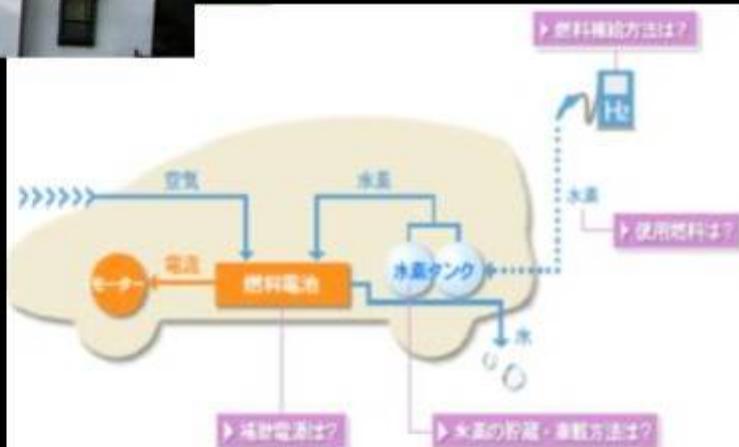 燃料補給方法は?
H2
空気
水素
水素
使用燃料は?
電流
モーター
燃料電池
水素タンク
水
補助電源は?
水素の貯蔵・車載方法は?